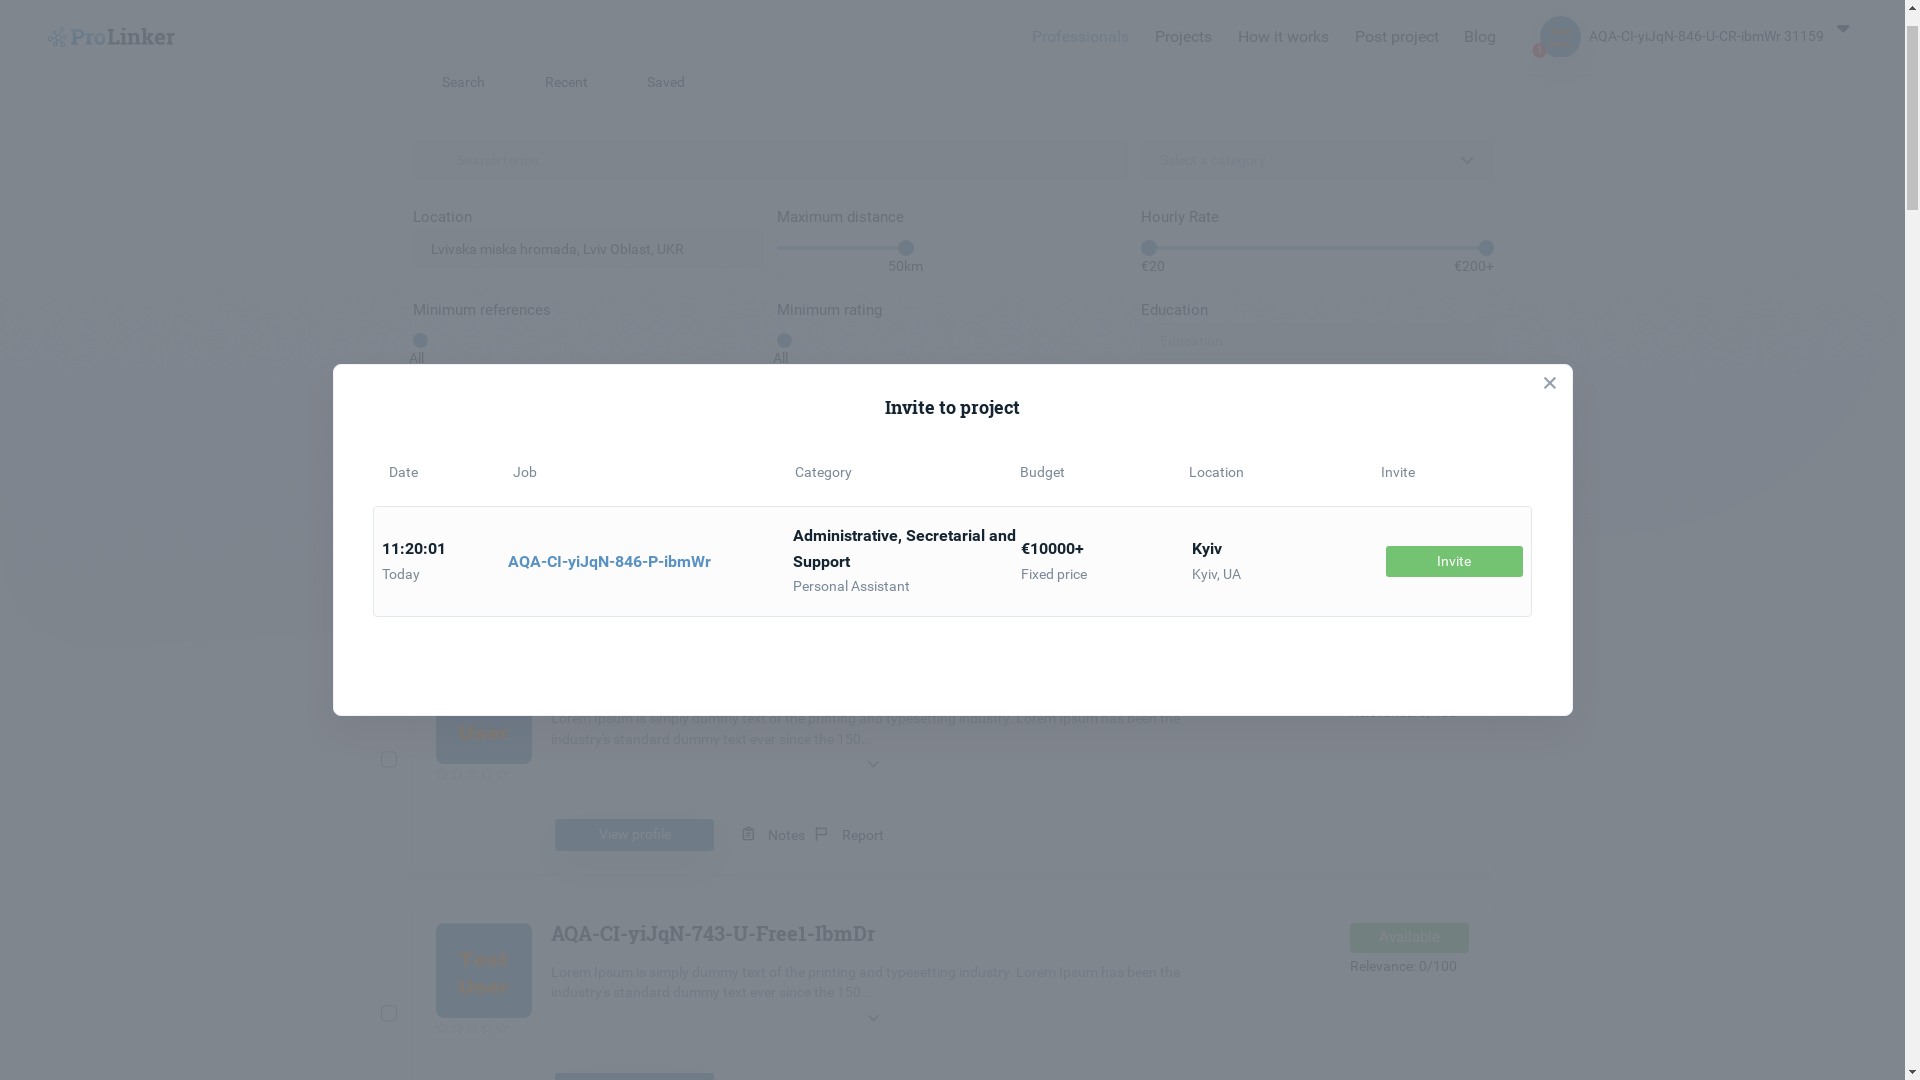 ProLinker
Professionals Projects How it works Post project Blog
1
AQA-CI-yiJqN-846-U-CR-ibmWr 31159
Search Recent Saved
Search terms
Select a category
Location Maximum distance Hourly Rate
Lvivska miska hromada, Lviv Oblast, UKR
50km €20 €200+
Minimum references Minimum rating Education
Education
All All
Invite to project
Date Job Category Budget Location Invite
11:20:01
Today
AQA-CI-yiJqN-846-P-ibmWr
Administrative, Secretarial and
Support
Personal Assistant
€10000+
Fixed price
Kyiv
Kyiv, UA
Invite
Lorem Ipsum is simply dummy text of the printing and typesetting industry. Lorem Ipsum has been the
industry's standard dummy text ever since the 150...
View profile Notes Report
AQA-CI-yiJqN-743-U-Free1-IbmDr
Available
Relevance: 0/100
Lorem Ipsum is simply dummy text of the printing and typesetting industry. Lorem Ipsum has been the
industry's standard dummy text ever since the 150...